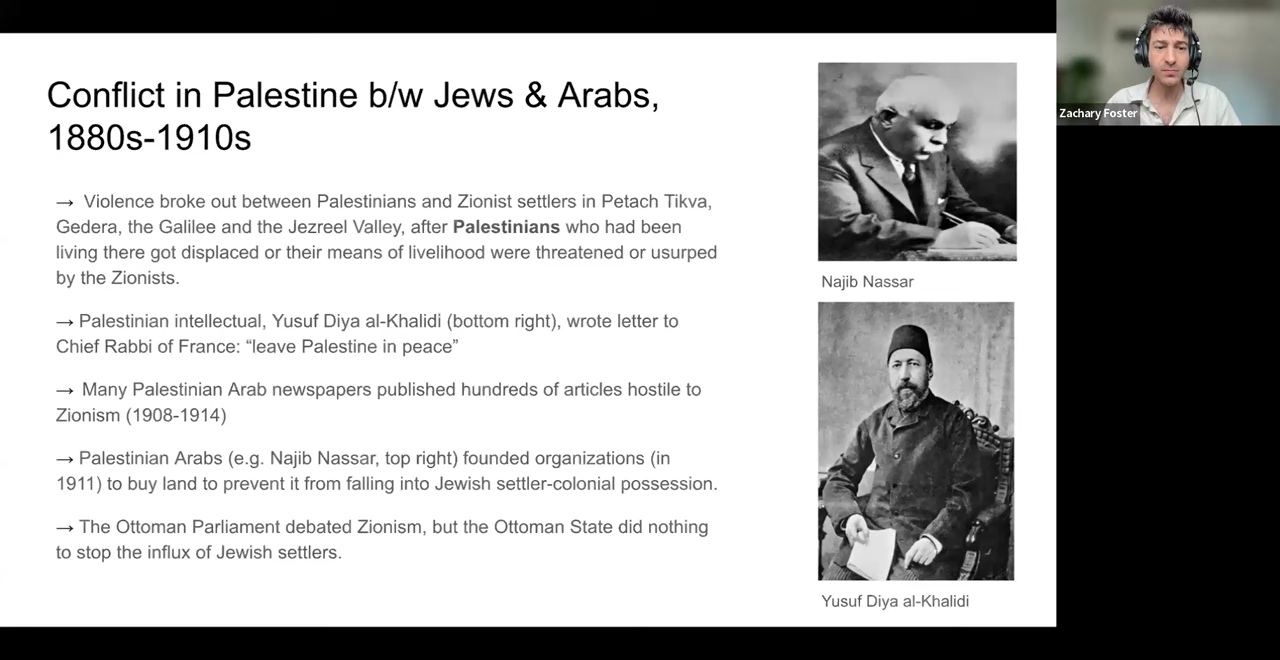 Conflict in Palestine b/w Jews & Arabs,
1880s-1910s
→ Violence broke out between Palestinians and Zionist settlers in Petach Tikva,
Gedera, the Galilee and the Jezreel Valley, after Palestinians who had been
living there got displaced or their means of livelihood were threatened or usurped
by the Zionists.
→ Palestinian intellectual, Yusuf Diya al-Khalidi (bottom right), wrote letter to
Chief Rabbi of France: “leave Palestine in peace”
→ Many Palestinian Arab newspapers published hundreds of articles hostile to
Zionism (1908-1914)
→ Palestinian Arabs (e.g. Najib Nassar, top right) founded organizations (in
1911) to buy land to prevent it from falling into Jewish settler-colonial possession.
→ The Ottoman Parliament debated Zionism, but the Ottoman State did nothing
to stop the influx of Jewish settlers.
Najib Nassar
Yusuf Diya al-Khalidi
Zachary Foster